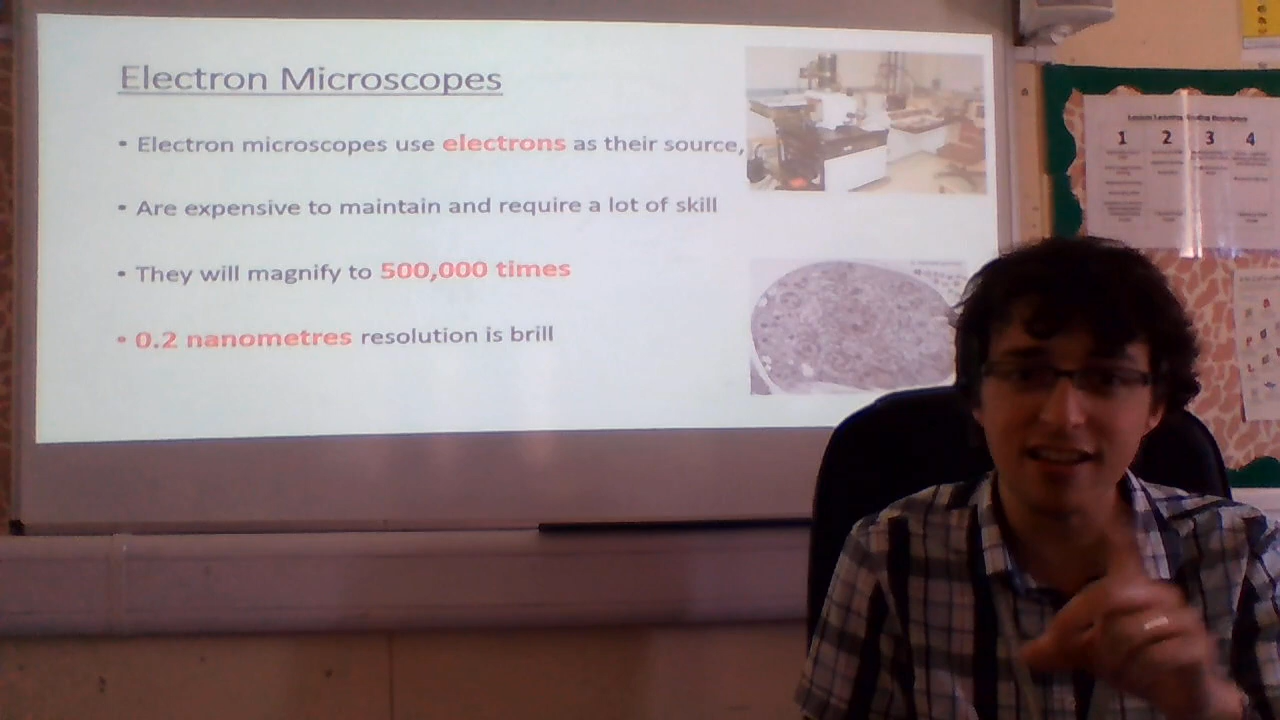 Electron Microscopes
• Electron microscopes use electrons as their source,
• Are expensive to maintain and require a lot of skill
• They will magnify to 500,000 times
• 0.2 nanometres resolution is brill
1 2 3 4